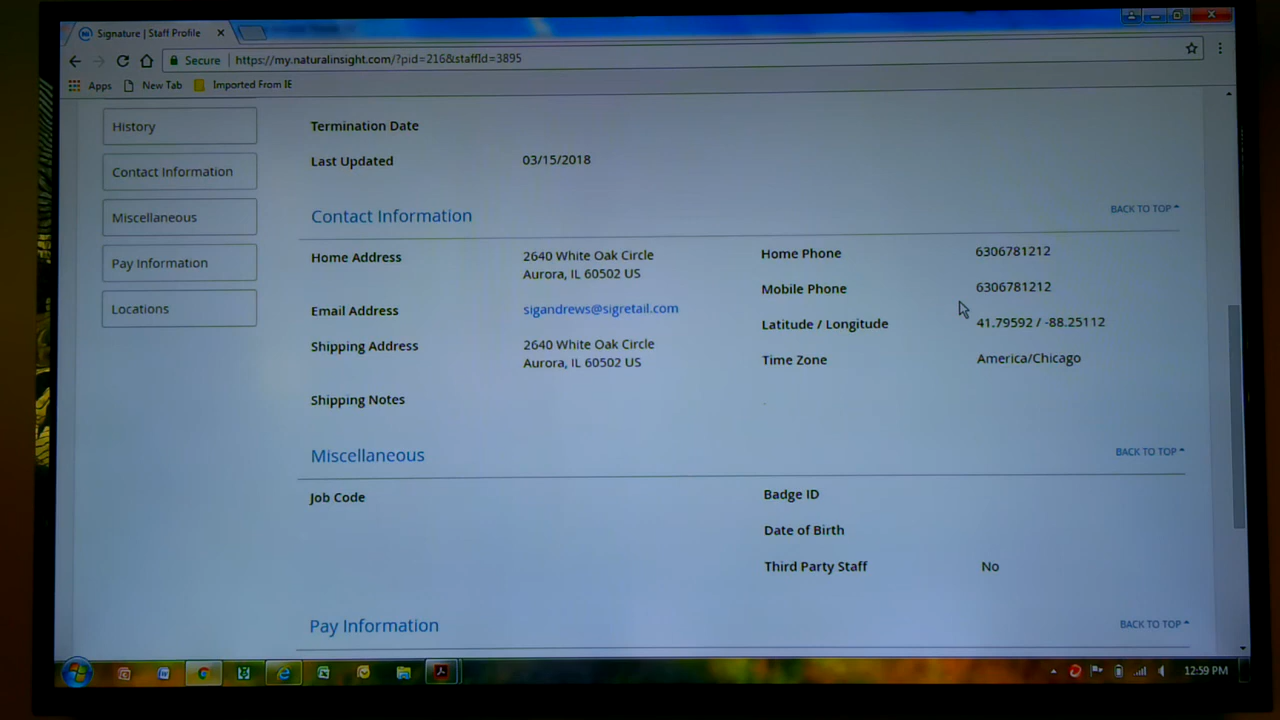 Signature | Staff Profile
Secure https://my.naturalinsight.com/?pid=216&staffId=3895
Apps New Tab Imported From IE
History
Contact Information
Miscellaneous
Pay Information
Locations
Termination Date
Last Updated 03/15/2018
Contact Information BACK TO TOP
Home Address 2640 White Oak Circle
Aurora, IL 60502 US
Home Phone 6306781212
Email Address sigandrews@sigretail.com
Mobile Phone 6306781212
Shipping Address 2640 White Oak Circle
Aurora, IL 60502 US
Latitude / Longitude 41.79592 / -88.25112
Time Zone America/Chicago
Shipping Notes
Miscellaneous BACK TO TOP
Job Code
Badge ID
Date of Birth
Third Party Staff No
Pay Information BACK TO TOP
12:59 PM